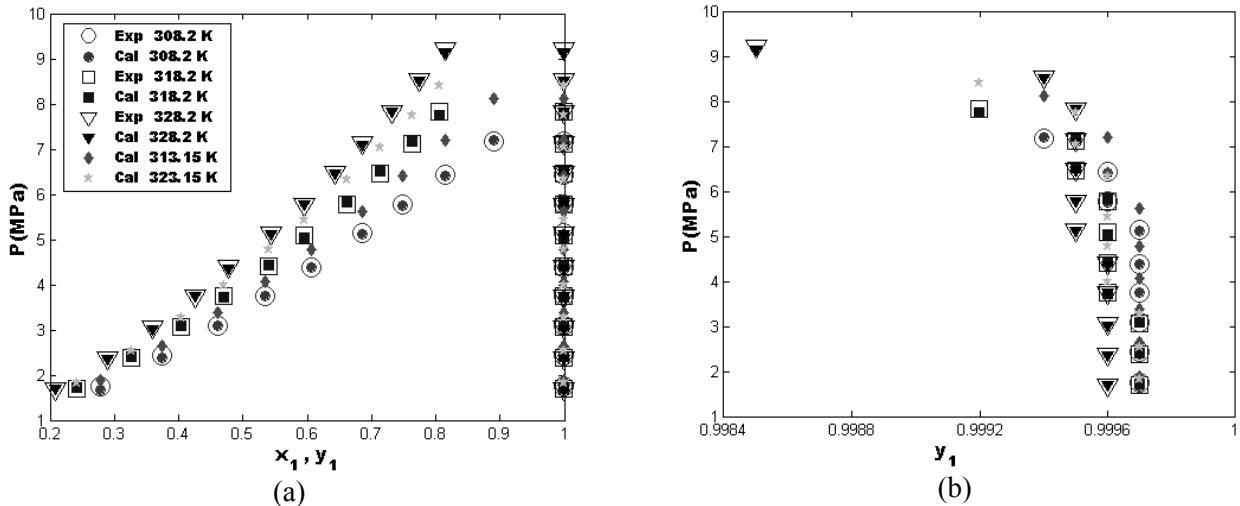 10
9
8
7
6
5
4
3
2
1
P(MPa)
Exp 308.2 K
Cal 308.2 K
Exp 318.2 K
Cal 318.2 K
Exp 328.2 K
Cal 328.2 K
Cal 313.15 K
Cal 323.15 K
0.2 0.3 0.4 0.5 0.6 0.7 0.8 0.9 1
x1 , y1
(a)
10
9
8
7
6
5
4
3
2
1
P(MPa)
0.9984 0.9988 0.9992 0.9996 1
y1
(b)